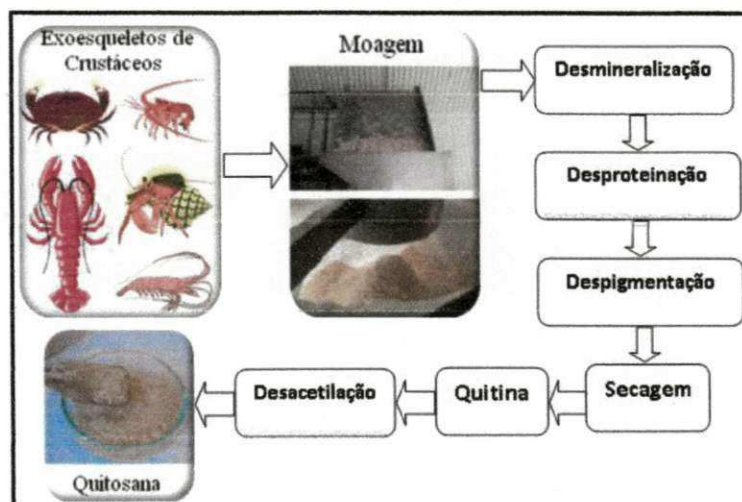 Exoesqueletos de
Crustáceos
Moagem
Desmineralização
Desproteinação
Despigmentação
Secagem
Quitina
Desacetilação
Quitosana